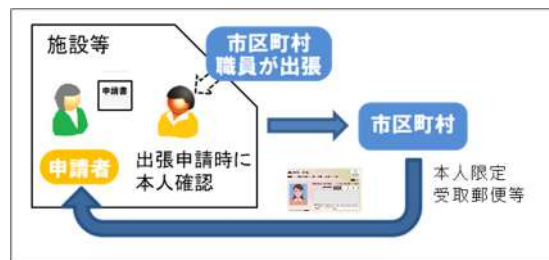 施設等
市区町村
職員が出張
申請書
申請者
出張申請時に
本人確認
市区町村
本人限定
受取郵便等